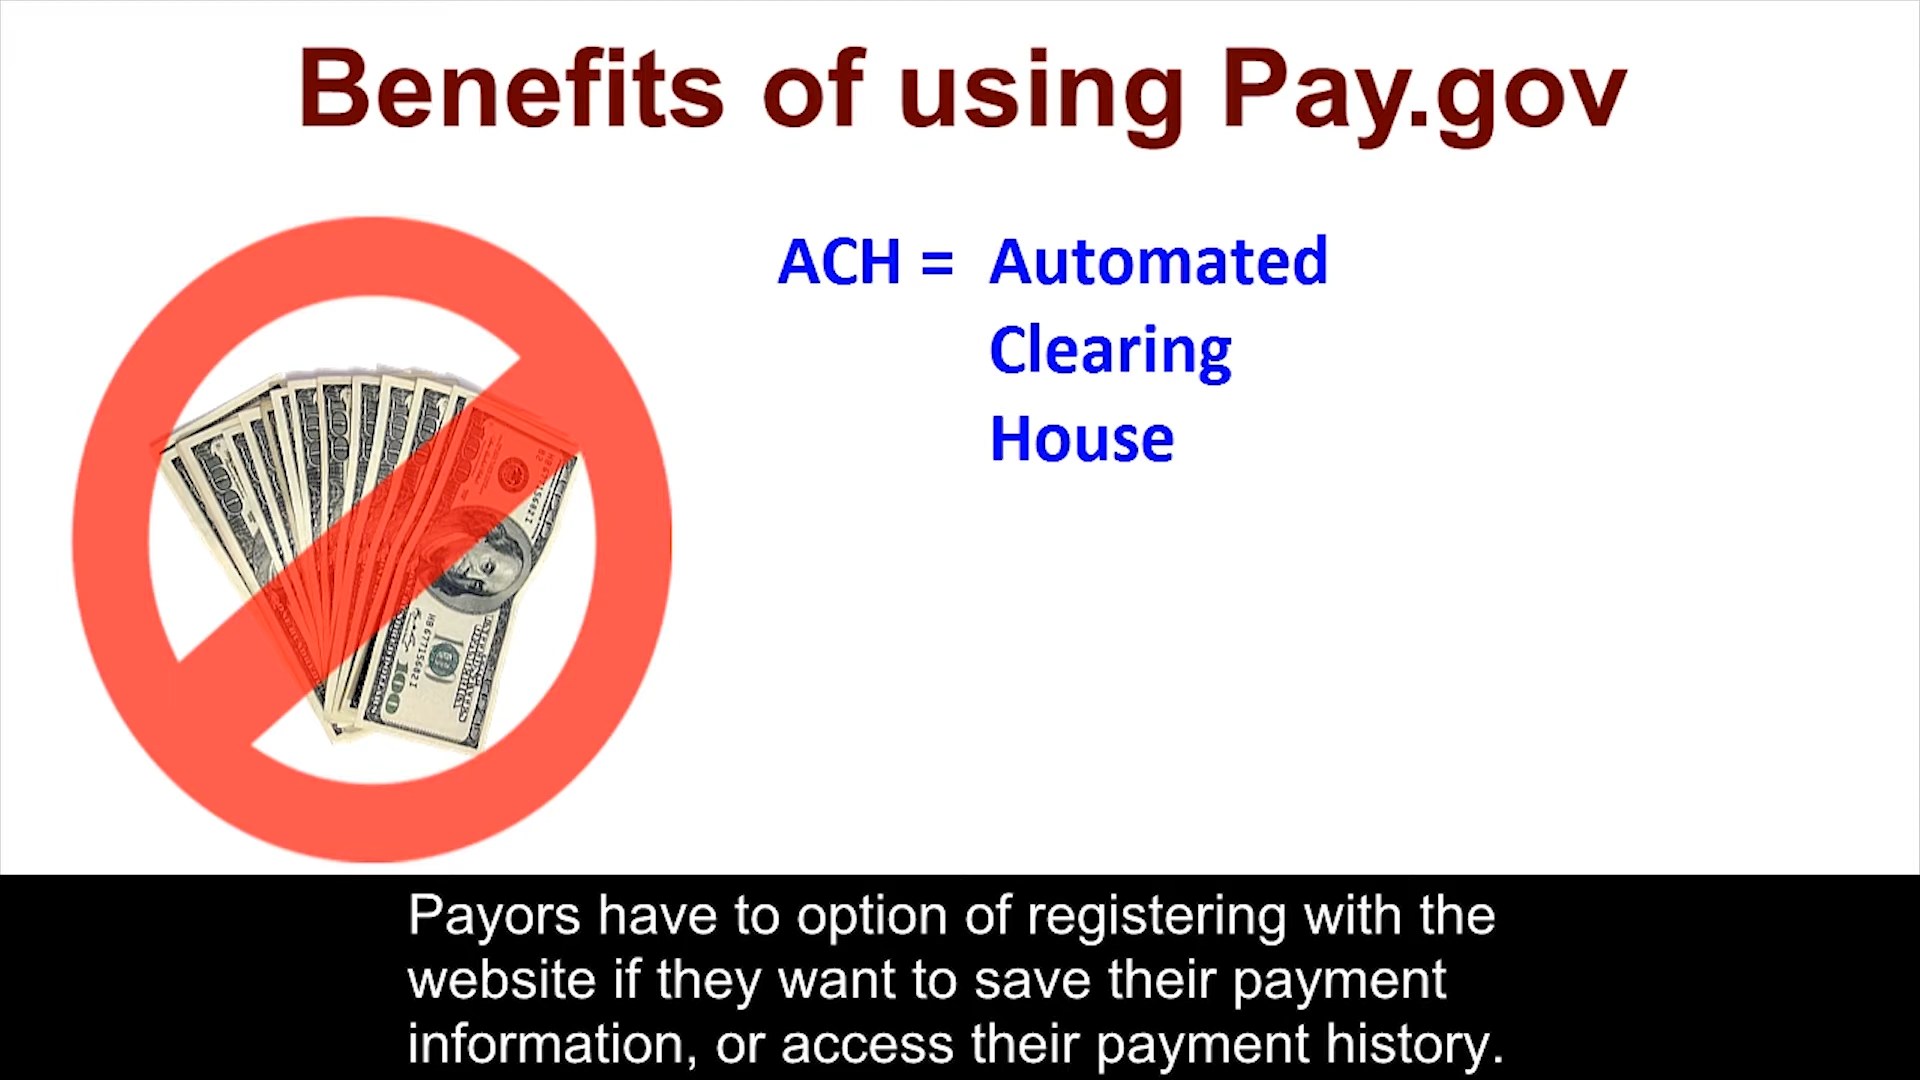 Benefits of using Pay.gov
ACH = Automated
Clearing
House
Payors have to option of registering with the
website if they want to save their payment
information, or access their payment history.